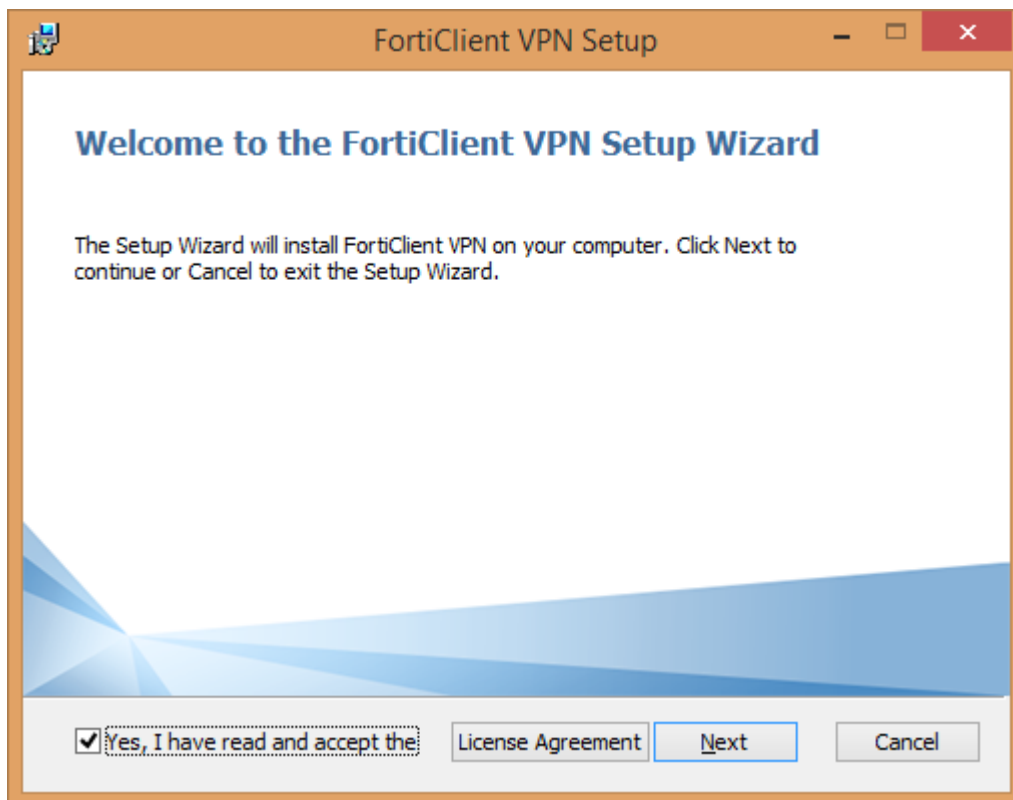 FortiClient VPN Setup
Welcome to the FortiClient VPN Setup Wizard
The Setup Wizard will install FortiClient VPN on your computer. Click Next to
continue or Cancel to exit the Setup Wizard.
Yes, I have read and accept the License Agreement Next Cancel